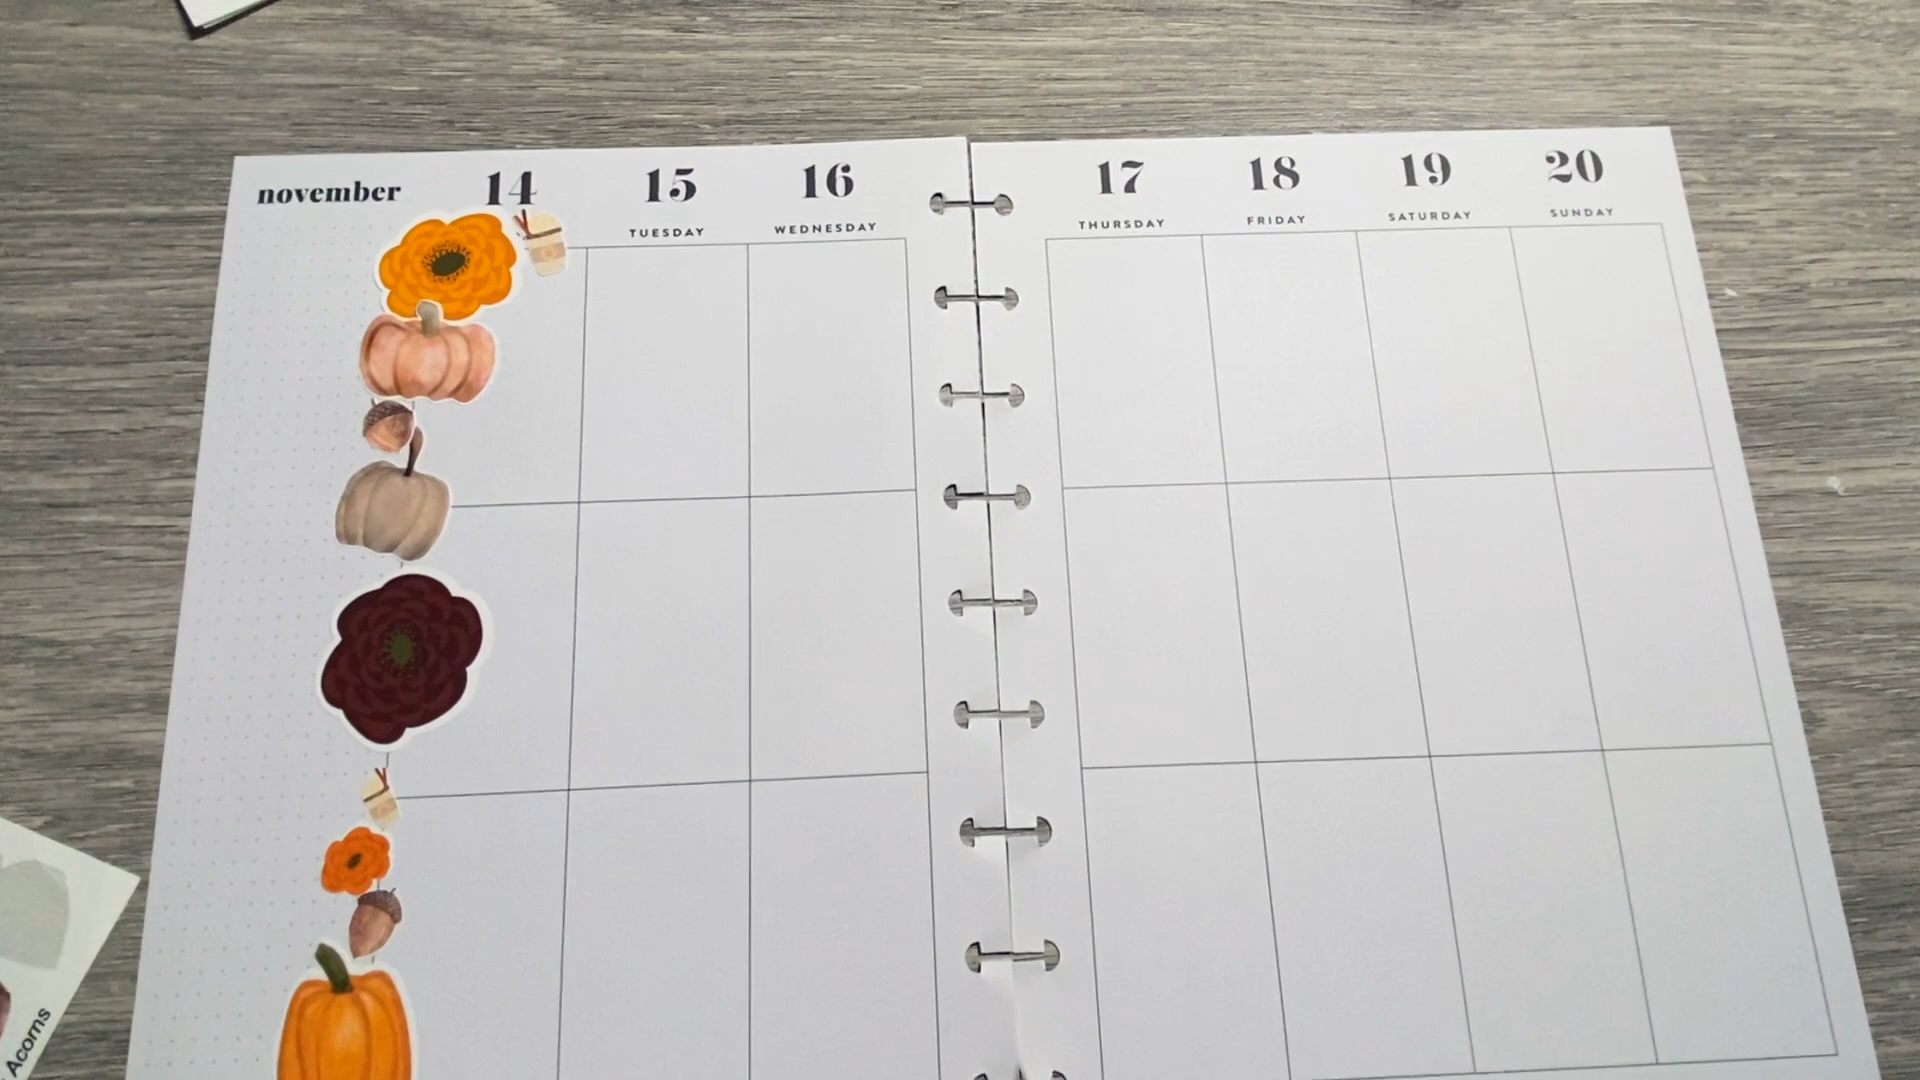 november 14 15 16 17 18 19 20
TUESDAY WEDNESDAY THURSDAY FRIDAY SATURDAY SUNDAY
Acorns